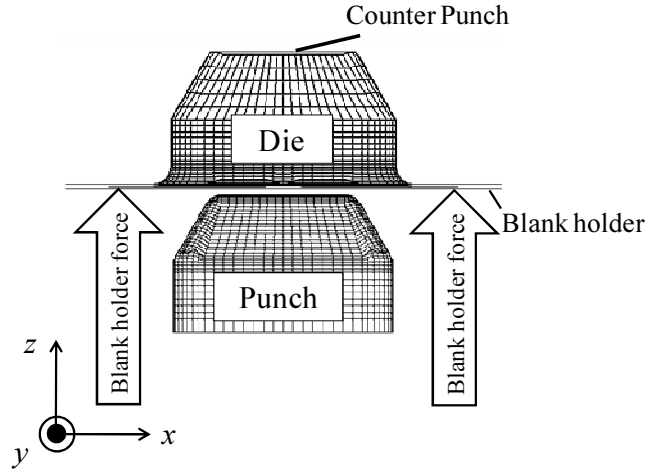 Counter Punch
Die
Blank holder
Blank holder force
Blank holder force
Punch
z
y
x